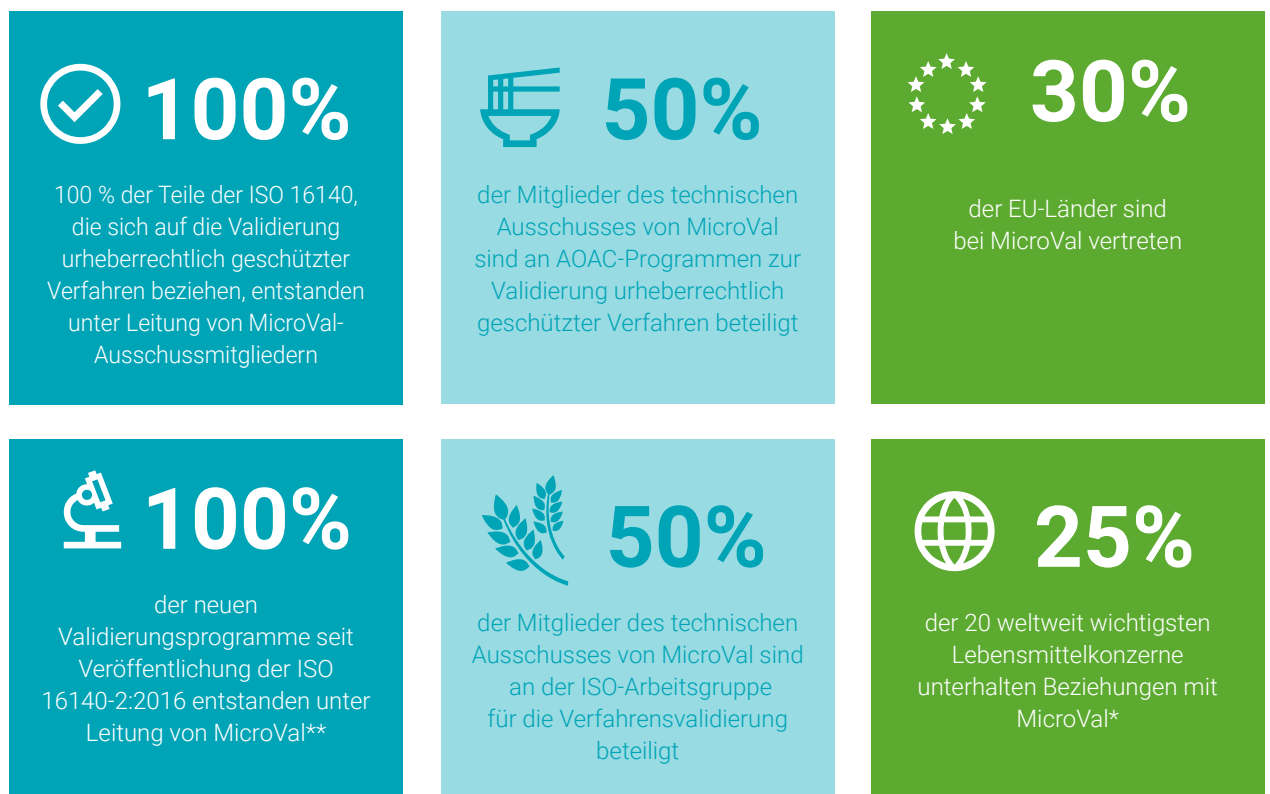 100%
100 % der Teile der ISO 16140,
die sich auf die Validierung
urheberrechtlich geschützter
Verfahren beziehen, entstanden
unter Leitung von MicroVal-
Ausschussmitgliedern
50%
der Mitglieder des technischen
Ausschusses von MicroVal
sind an AOAC-Programmen zur
Validierung urheberrechtlich
geschützter Verfahren beteiligt
30%
der EU-Länder sind
bei MicroVal vertreten
100%
der neuen
Validierungsprogramme seit
Veröffentlichung der ISO
16140-2:2016 entstanden unter
Leitung von MicroVal**
50%
der Mitglieder des technischen
Ausschusses von MicroVal sind
an der ISO-Arbeitsgruppe
für die Verfahrensvalidierung
beteiligt
25%
der 20 weltweit wichtigsten
Lebensmittelkonzerne
unterhalten Beziehungen mit
MicroVal*